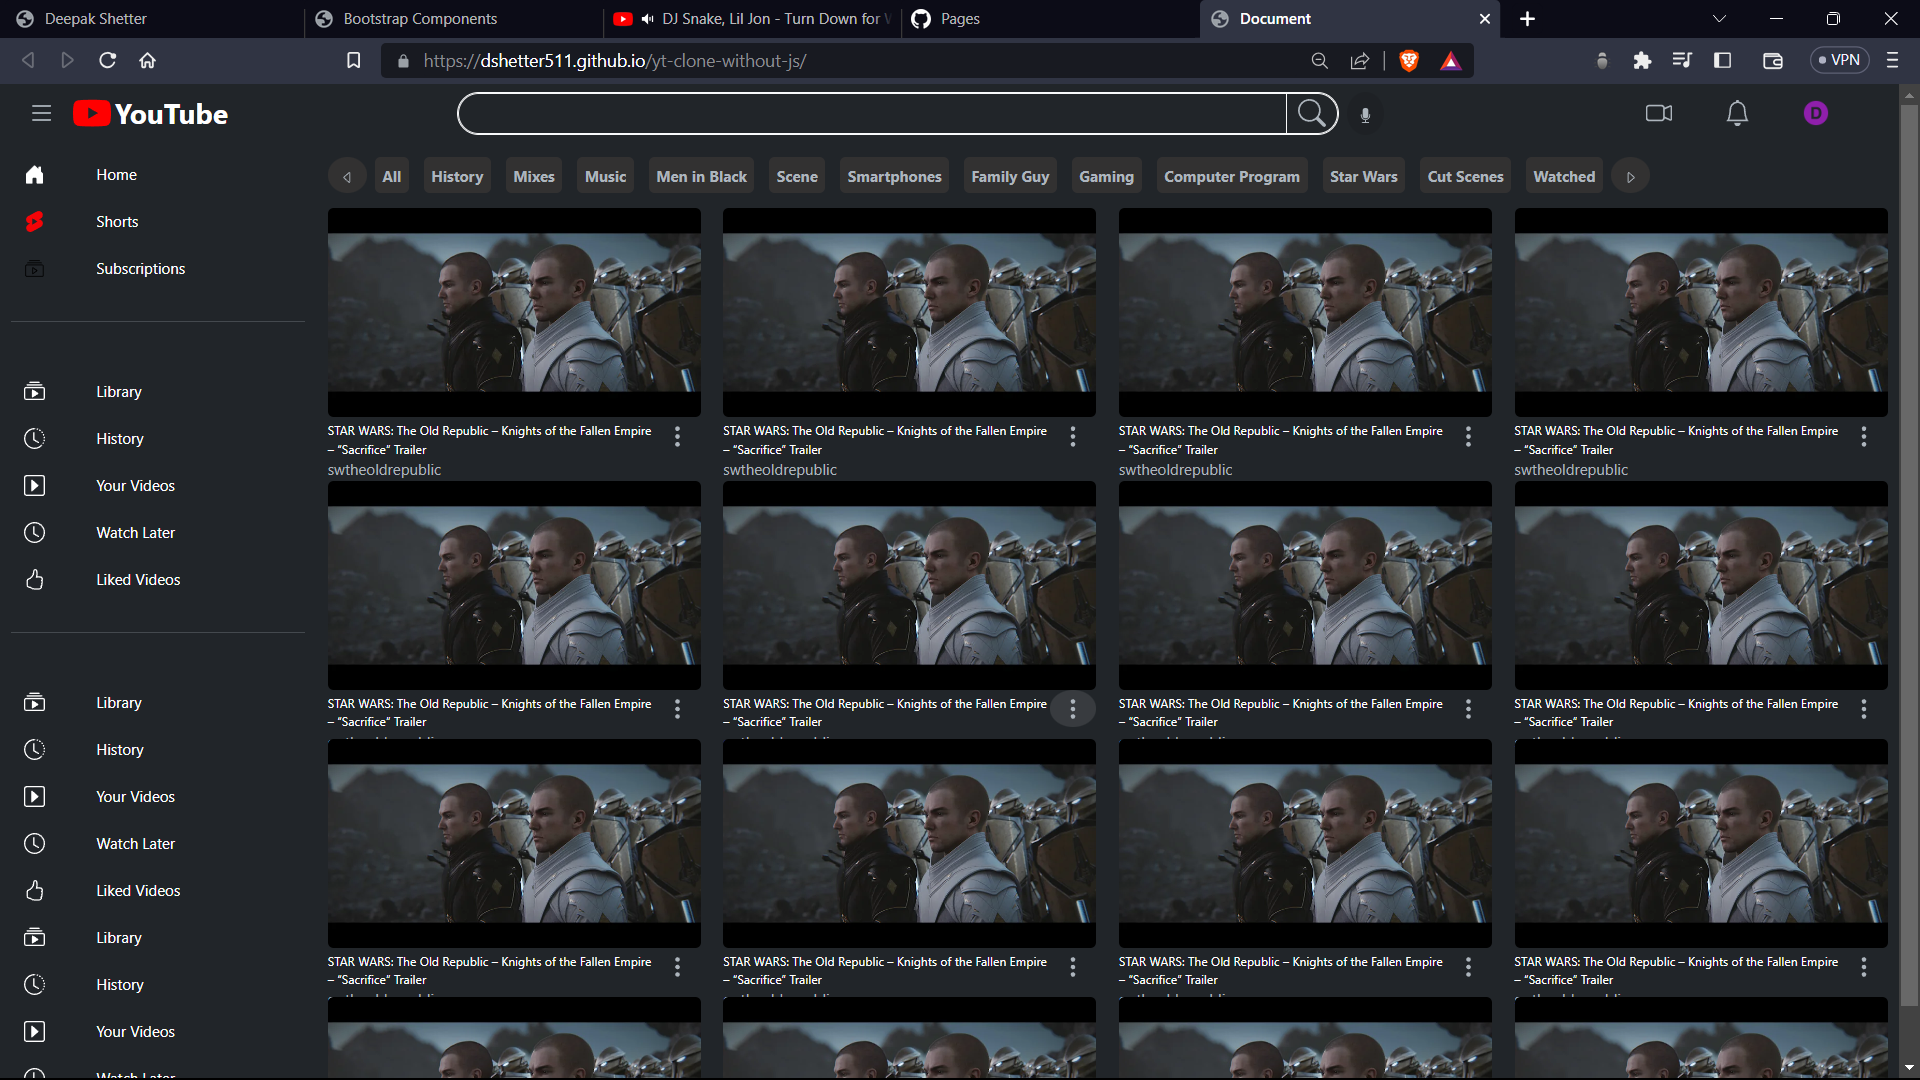 Deepak Shetter
Bootstrap Components
DJ Snake, Lil Jon - Turn Down for
Pages
Document
https://dshetter511.github.io/yt-clone-without-js/
VPN
YouTube
D
Home
Shorts
Subscriptions
Library
History
Your Videos
Watch Later
Liked Videos
Library
History
Your Videos
Watch Later
Liked Videos
Library
History
Your Videos
All
History
Mixes
Music
Men in Black
Scene
Smartphones
Family Guy
Gaming
Computer Program
Star Wars
Cut Scenes
Watched
STAR WARS: The Old Republic – Knights of the Fallen Empire
– “Sacrifice” Trailer
swtheoldrepublic
STAR WARS: The Old Republic – Knights of the Fallen Empire
– “Sacrifice” Trailer
swtheoldrepublic
STAR WARS: The Old Republic – Knights of the Fallen Empire
– “Sacrifice” Trailer
swtheoldrepublic
STAR WARS: The Old Republic – Knights of the Fallen Empire
– “Sacrifice” Trailer
swtheoldrepublic
STAR WARS: The Old Republic – Knights of the Fallen Empire
– “Sacrifice” Trailer
STAR WARS: The Old Republic – Knights of the Fallen Empire
– “Sacrifice” Trailer
STAR WARS: The Old Republic – Knights of the Fallen Empire
– “Sacrifice” Trailer
STAR WARS: The Old Republic – Knights of the Fallen Empire
– “Sacrifice” Trailer
STAR WARS: The Old Republic – Knights of the Fallen Empire
– “Sacrifice” Trailer
STAR WARS: The Old Republic – Knights of the Fallen Empire
– “Sacrifice” Trailer
STAR WARS: The Old Republic – Knights of the Fallen Empire
– “Sacrifice” Trailer
STAR WARS: The Old Republic – Knights of the Fallen Empire
– “Sacrifice” Trailer